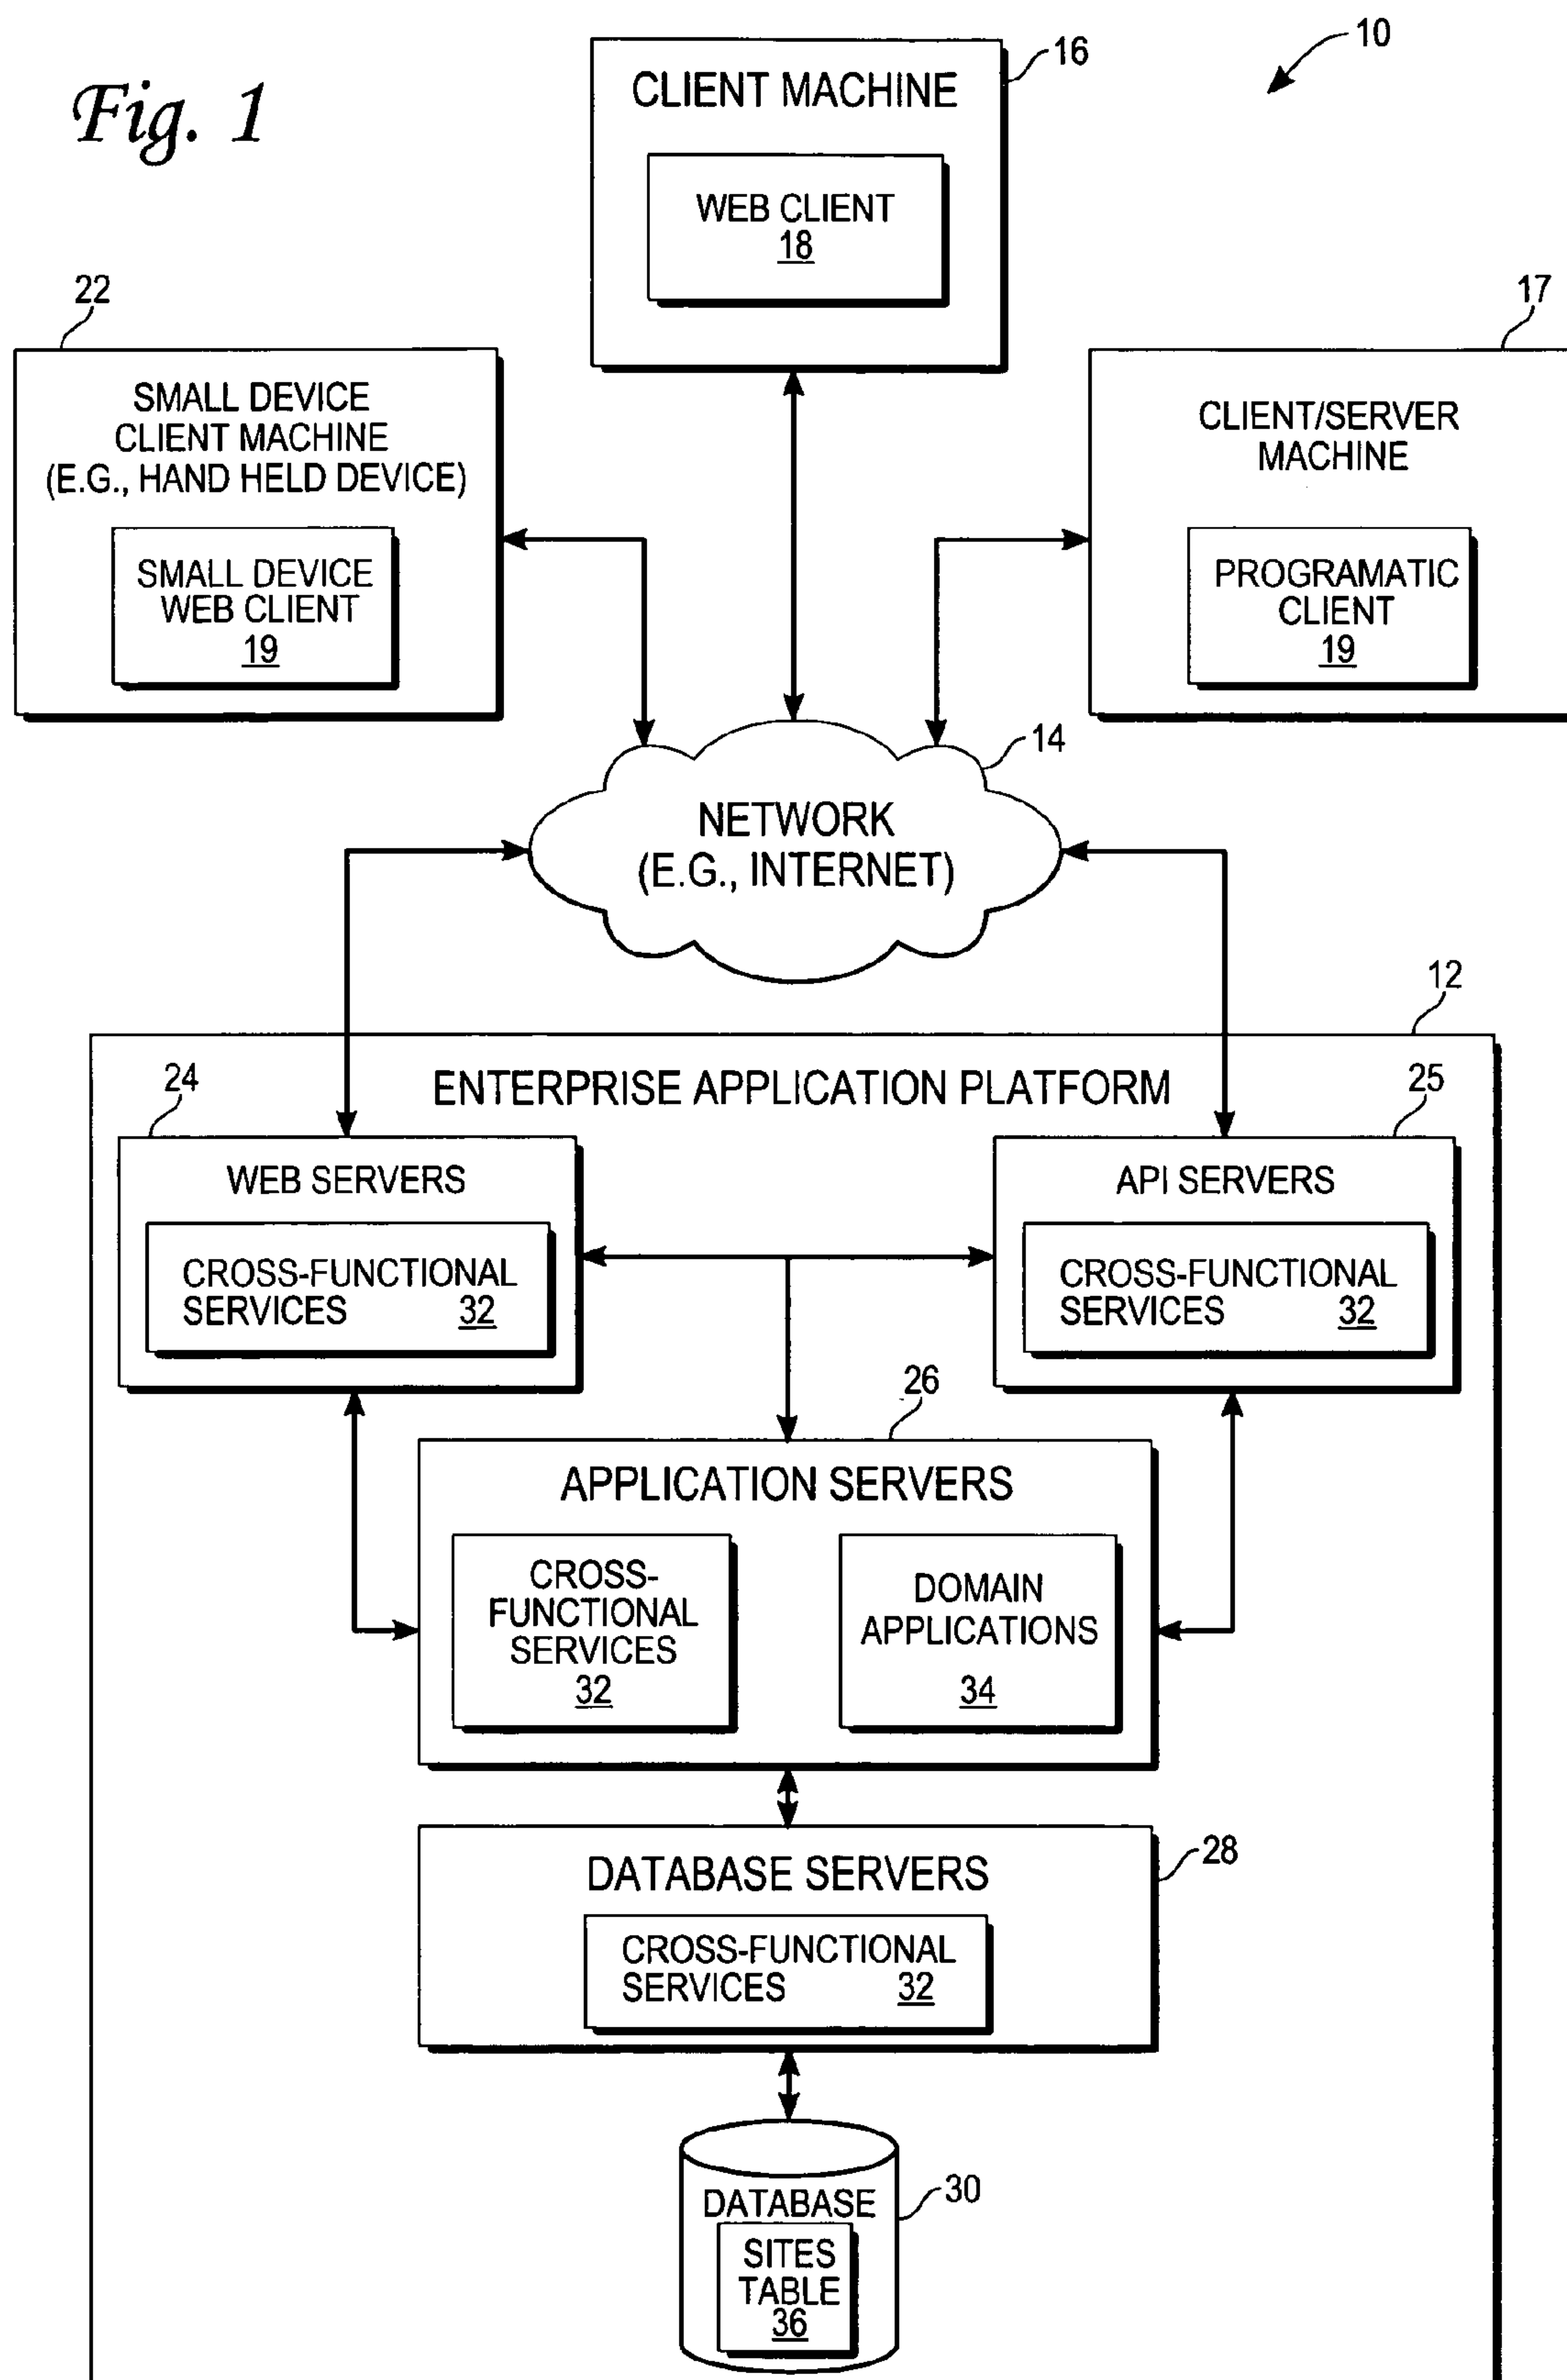 Fig. 1
10
16
CLIENT MACHINE
WEB CLIENT
18
22
SMALL DEVICE
CLIENT MACHINE
(E.G., HAND HELD DEVICE)
SMALL DEVICE
WEB CLIENT
19
17
CLIENT/SERVER
MACHINE
PROGRAMATIC
CLIENT
19
14
NETWORK
(E.G., INTERNET)
12
ENTERPRISE APPLICATION PLATFORM
24
WEB SERVERS
CROSS-FUNCTIONAL
SERVICES 32
25
API SERVERS
CROSS-FUNCTIONAL
SERVICES 32
26
APPLICATION SERVERS
CROSS-
FUNCTIONAL
SERVICES
32
DOMAIN
APPLICATIONS
34
28
DATABASE SERVERS
CROSS-FUNCTIONAL
SERVICES 32
30
DATABASE
SITES
TABLE
36